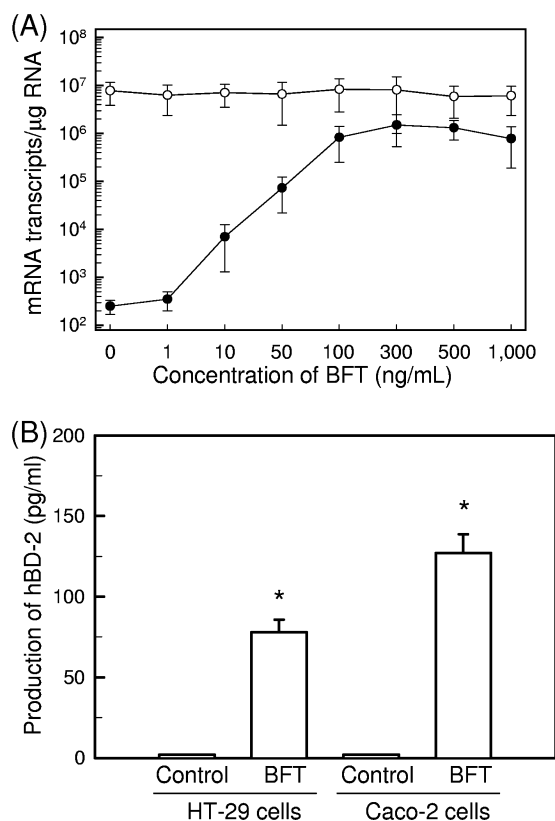 (A)
mRNA transcripts/μg RNA
10⁸
10⁷
10⁶
10⁵
10⁴
10³
10²
0 1 10 50 100 300 500 1,000
Concentration of BFT (ng/mL)
(B)
Production of hBD-2 (pg/ml)
200
150
100
50
0
*
*
Control BFT Control BFT
HT-29 cells Caco-2 cells